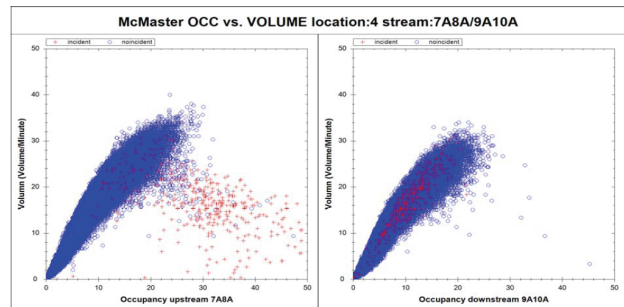 McMaster OCC vs. VOLUME location:4 stream:7A8A/9A10A
+ incident o noincident
50
40
30
20
10
0
Volumn (Volume/Minute)
0 10 20 30 40 50
Occupancy upstream 7A8A
+ incident o noincident
50
40
30
20
10
0
Volumn (Volume/Minute)
0 10 20 30 40 50
Occupancy downstream 9A10A